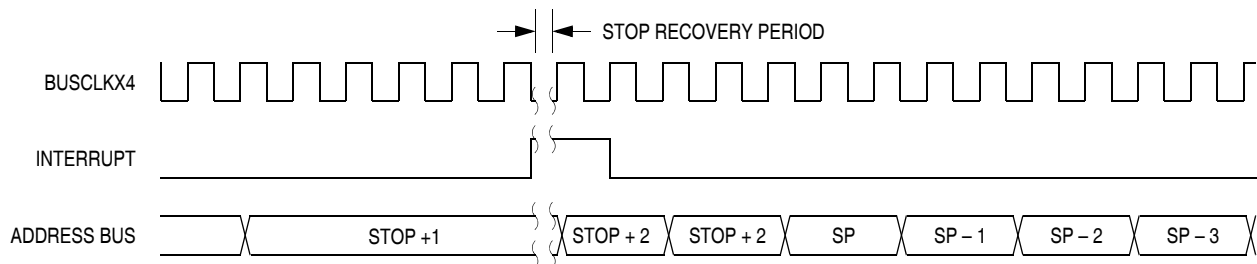 STOP RECOVERY PERIOD
BUSCLKX4
INTERRUPT
ADDRESS BUS STOP +1 STOP + 2 STOP + 2 SP SP – 1 SP – 2 SP – 3